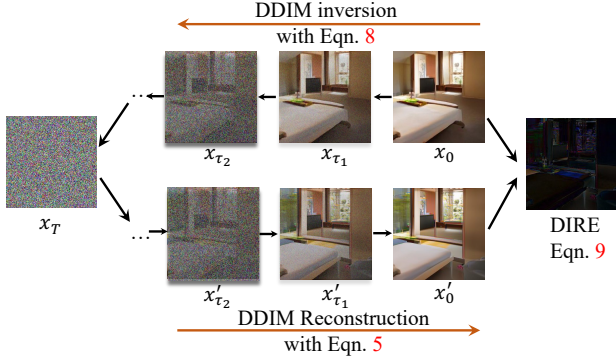 DDIM inversion
with Eqn. 8
...
x_{τ_2}
x_{τ_1}
x_0
x_T
DIRE
Eqn. 9
...
x'_{τ_2}
x'_{τ_1}
x'_0
DDIM Reconstruction
with Eqn. 5